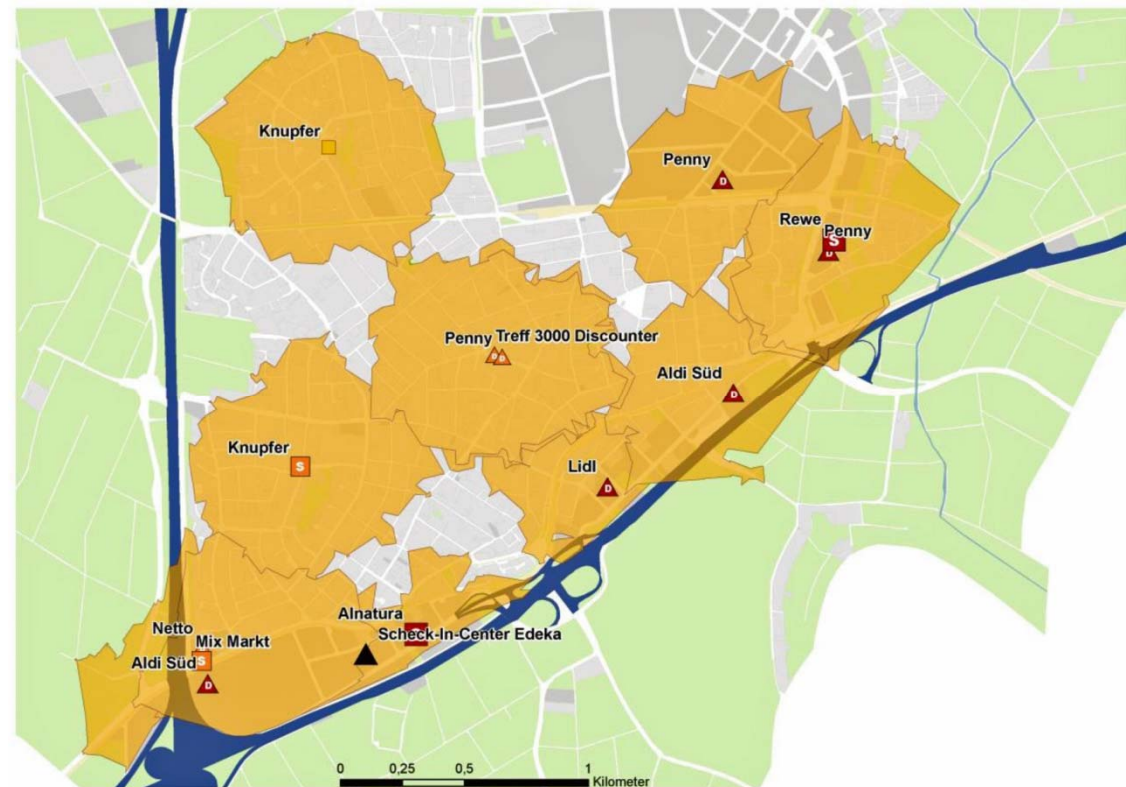 Knupfer
Penny
D
Rewe
Penny
S
D
Penny Treff 3000 Discounter
D D
Aldi Süd
D
Knupfer
S
Lidl
D
Alnatura
Scheck-In-Center Edeka
Netto
Mix Markt
S
Aldi Süd
D
0 0,25 0,5 1
Kilometer